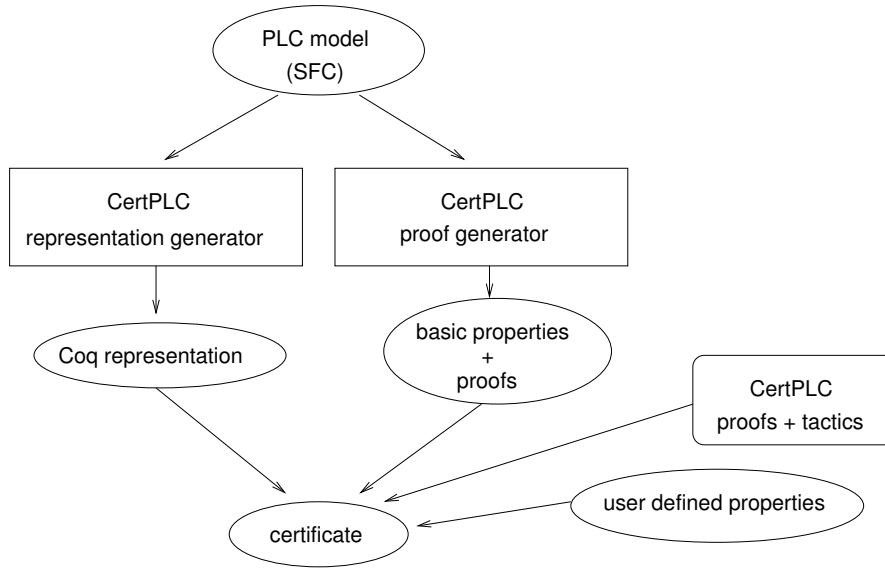 PLC model
(SFC)
CertPLC
representation generator
CertPLC
proof generator
Coq representation
basic properties
+
proofs
CertPLC
proofs + tactics
user defined properties
certificate